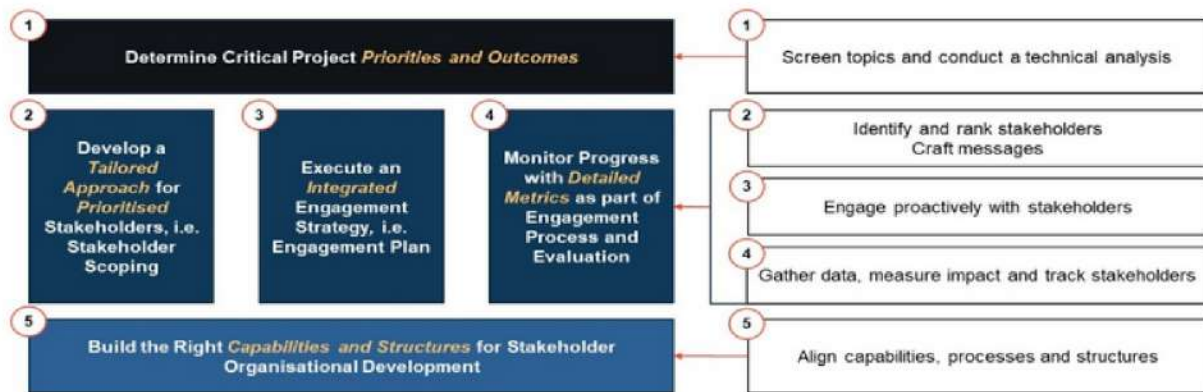 1
Determine Critical Project Priorities and Outcomes
1
Screen topics and conduct a technical analysis
2
Develop a
Tailored
Approach for
Prioritised
Stakeholders, i.e.
Stakeholder
Scoping
3
Execute an
Integrated
Engagement
Strategy, i.e.
Engagement Plan
4
Monitor Progress
with Detailed
Metrics as part of
Engagement
Process and
Evaluation
2
Identify and rank stakeholders
Craft messages
3
Engage proactively with stakeholders
4
Gather data, measure impact and track stakeholders
5
Build the Right Capabilities and Structures for Stakeholder
Organisational Development
5
Align capabilities, processes and structures